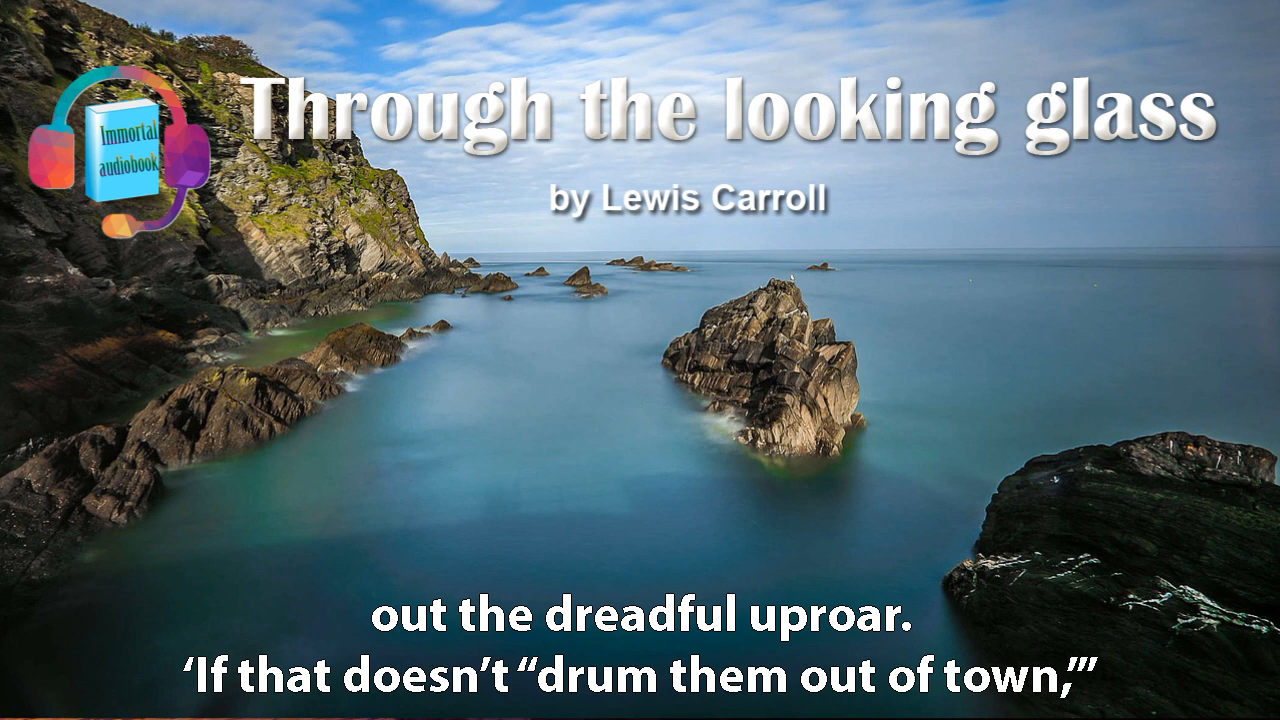 Through the looking glass
by Lewis Carroll
Immortal
audiobook
out the dreadful uproar.
‘If that doesn’t “drum them out of town,”’